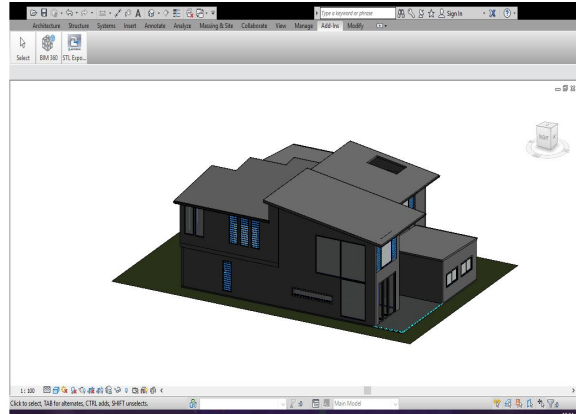 Type a keyword or phrase
Sign In
Architecture Structure Systems Insert Annotate Analyze Massing & Site Collaborate View Manage Add-Ins Modify
Select BIM 360 STL Expo...
1 : 100
Click to select, TAB for alternates, CTRL adds, SHIFT unselects.
:0
Main Model
:0